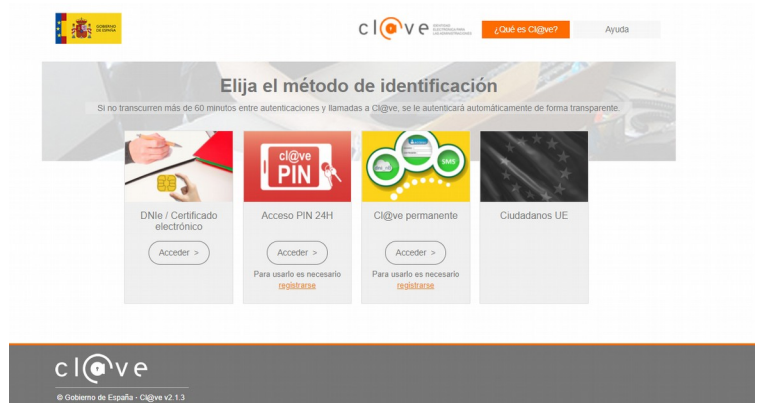 GOBIERNO
DE ESPAÑA
cl@ve
¿Qué es Cl@ve?
Ayuda
Elija el método de identificación
Si no transcurren más de 60 minutos entre autenticaciones y llamadas a Cl@ve, se le autenticará automáticamente de forma transparente.
cl@ve
PIN
SMS
DNIe / Certificado
electrónico
Acceder >
Acceso PIN 24H
Acceder >
Para usarlo es necesario
registrarse
Cl@ve permanente
Acceder >
Para usarlo es necesario
registrarse
Ciudadanos UE
cl@ve
© Gobierno de España - Cl@ve v2.1.3